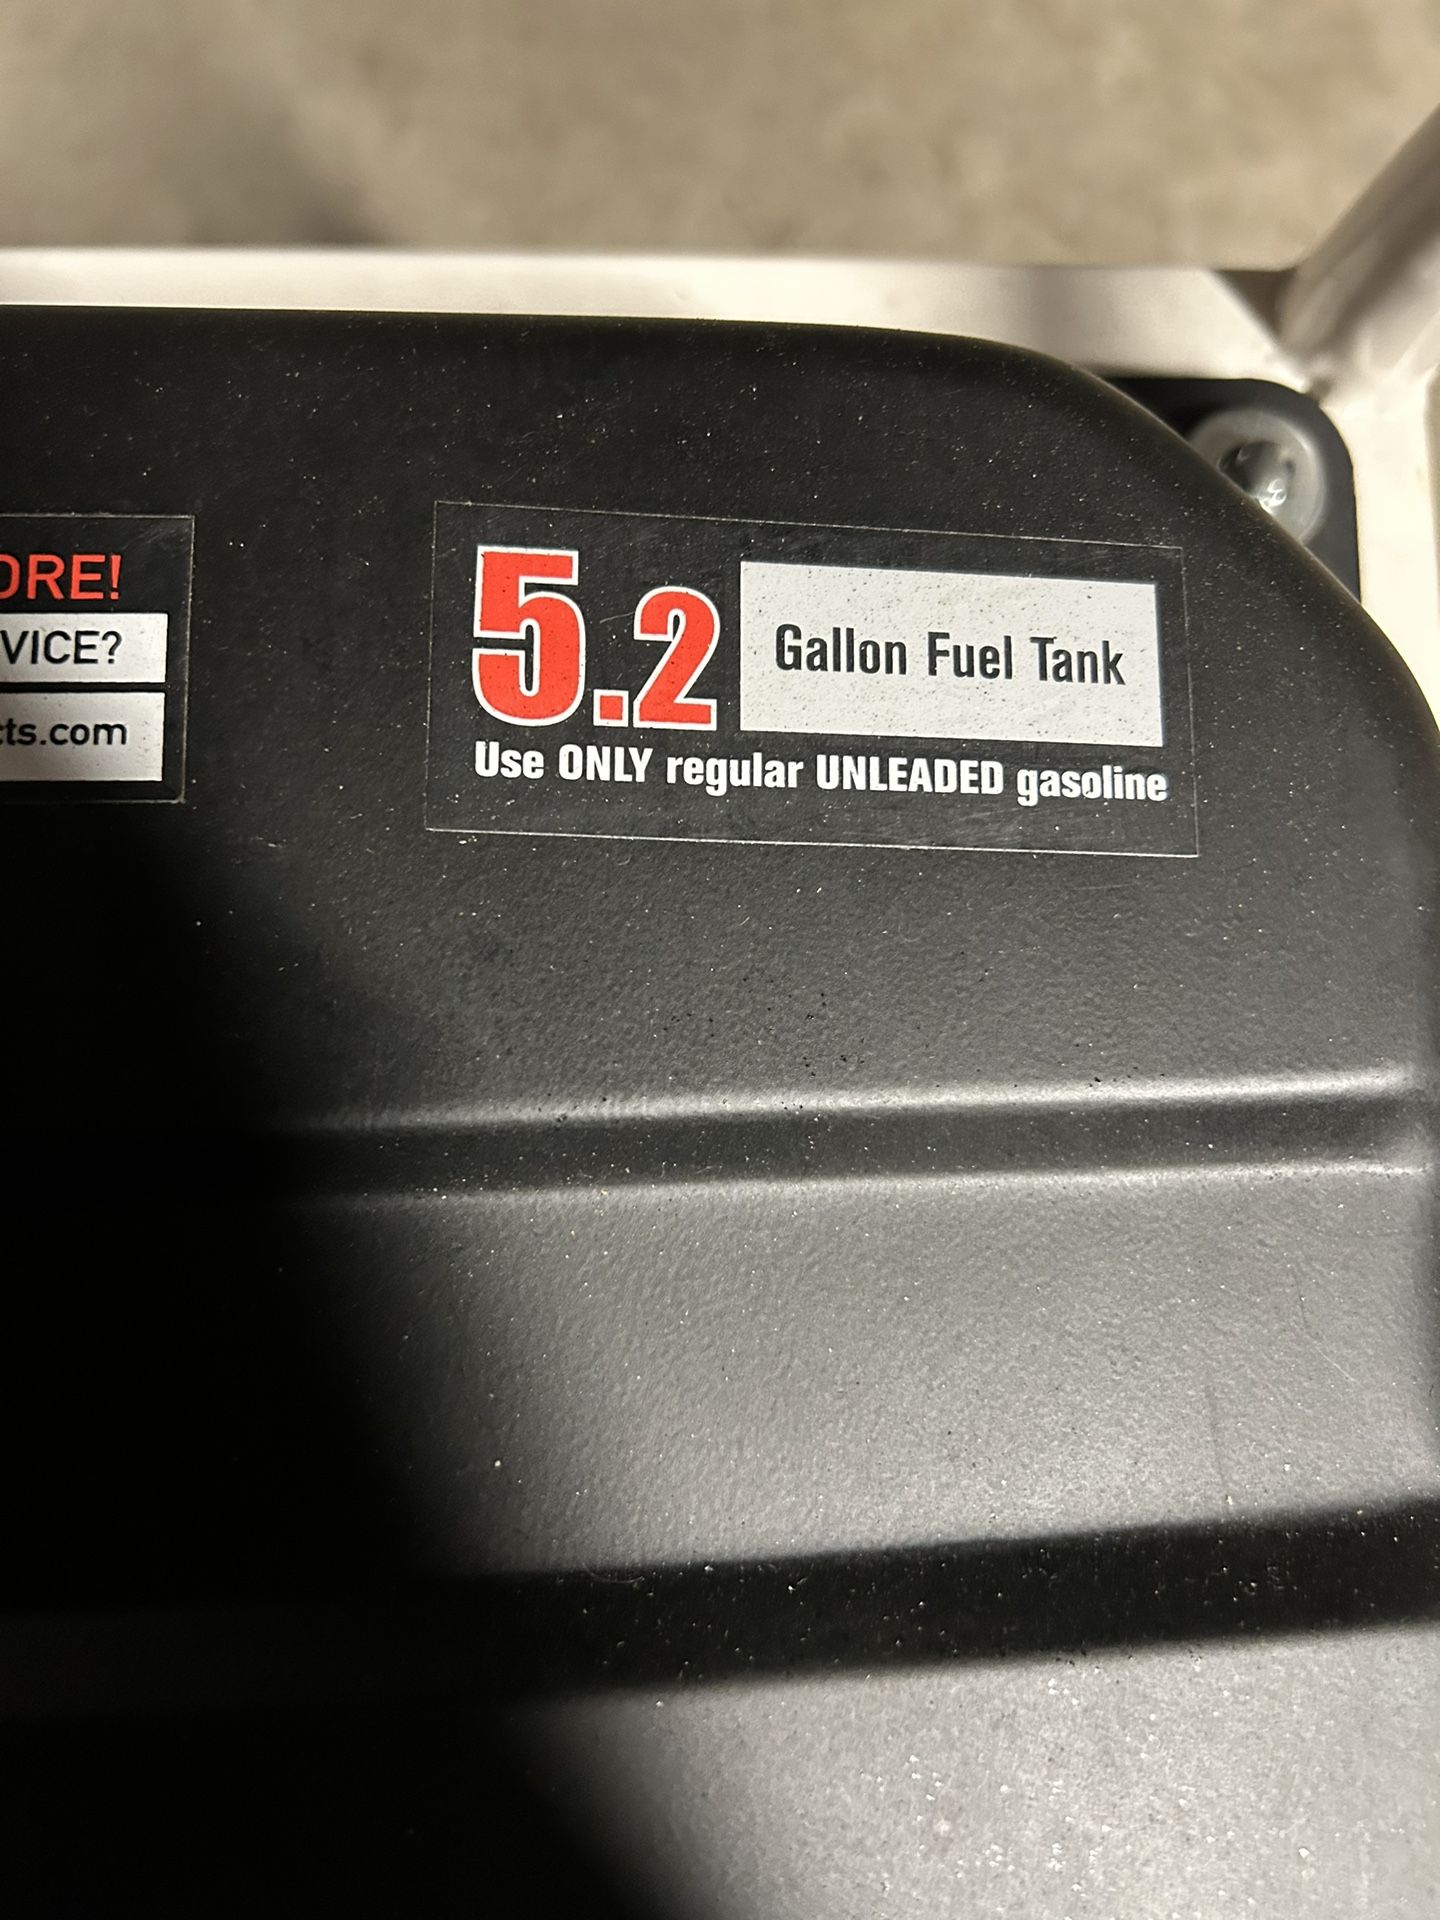 ORE!
VICE?
cts.com
5.2 Gallon Fuel Tank
Use ONLY regular UNLEADED gasoline